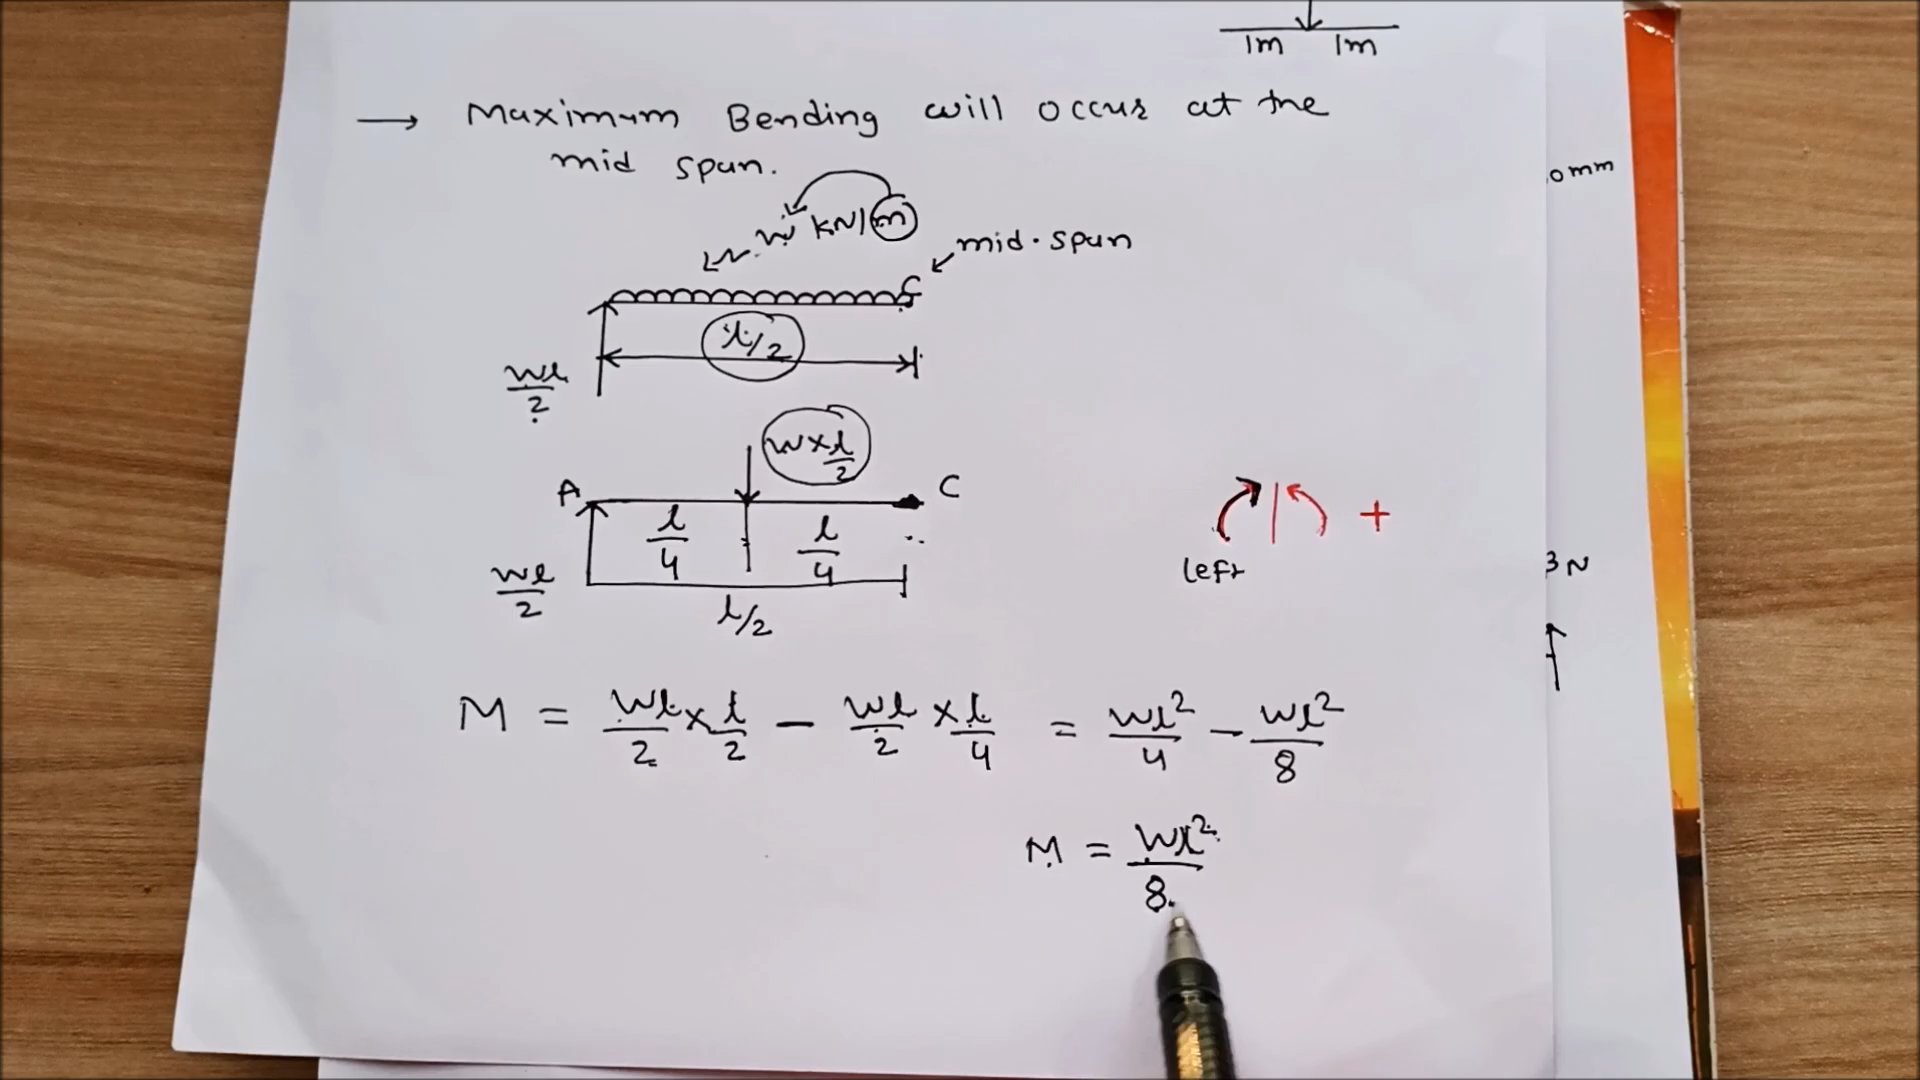 1m 1m
→ Maximum Bending will occur at the
mid span.
w kN/m
mid. span
C
l/2
wl/2
w×l/2
A C
l/4 l/4
wl/2
l/2
left +
M = wl/2 × l/2 - wl/2 × l/4 = wl²/4 - wl²/8
M = wl²/8
0mm
3N